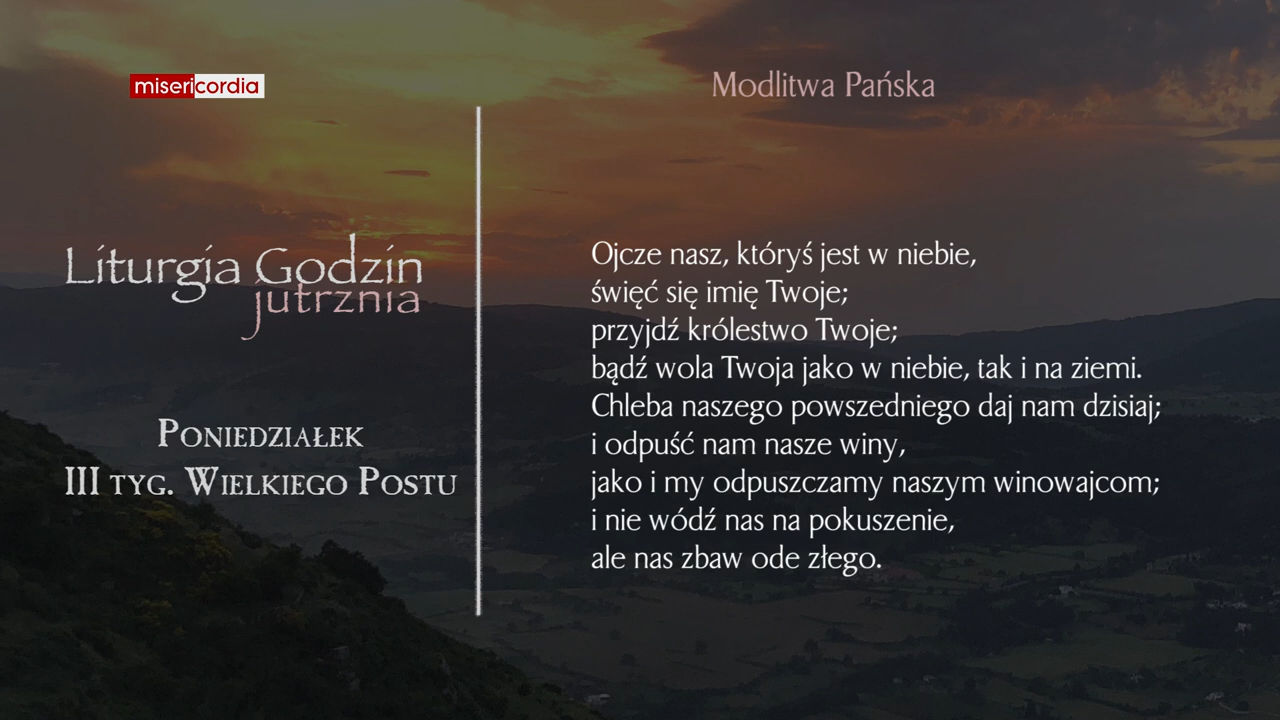 misericordia
Liturgia Godzin
jutrznia
Poniedziałek
III tyg. Wielkiego Postu
Modlitwa Pańska
Ojcze nasz, któryś jest w niebie,
święć się imię Twoje;
przyjdź królestwo Twoje;
bądź wola Twoja jako w niebie, tak i na ziemi.
Chleba naszego powszedniego daj nam dzisiaj;
i odpuść nam nasze winy,
jako i my odpuszczamy naszym winowajcom;
i nie wódź nas na pokuszenie,
ale nas zbaw ode złego.